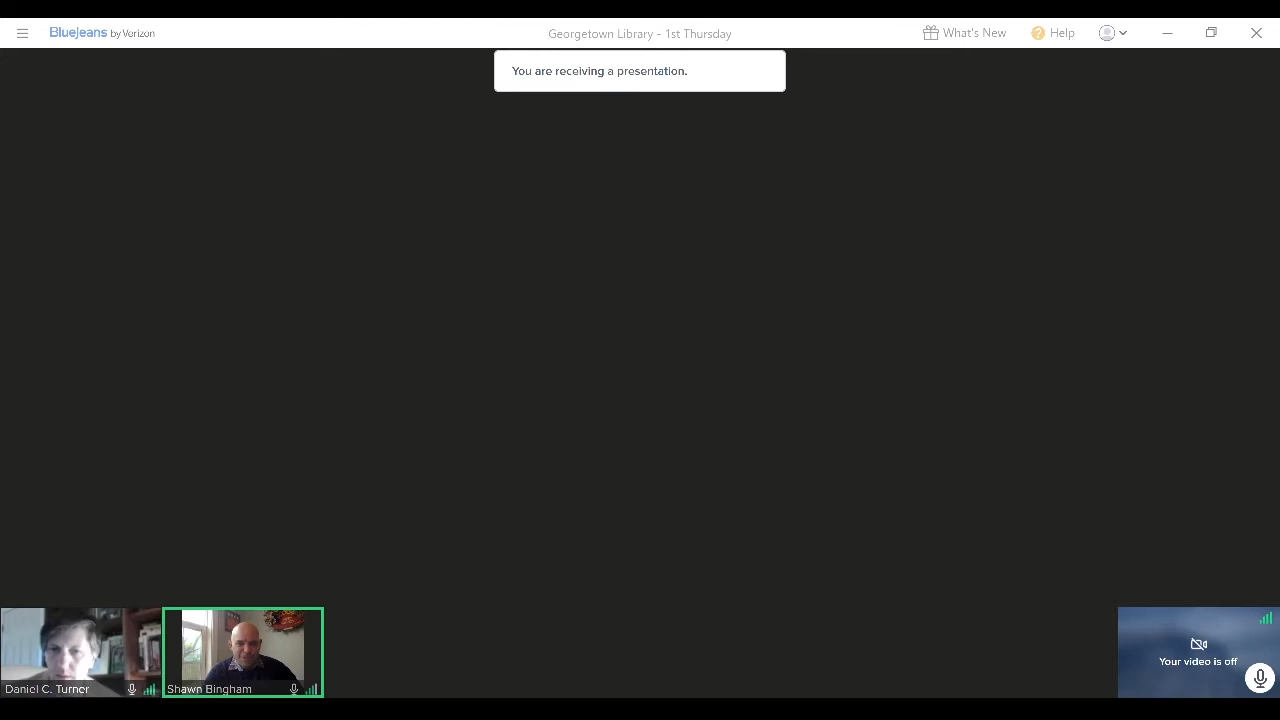 Bluejeans by Verizon
Georgetown Library - 1st Thursday
What's New
? Help
You are receiving a presentation.
Daniel C. Turner
Shawn Bingham
Your video is off